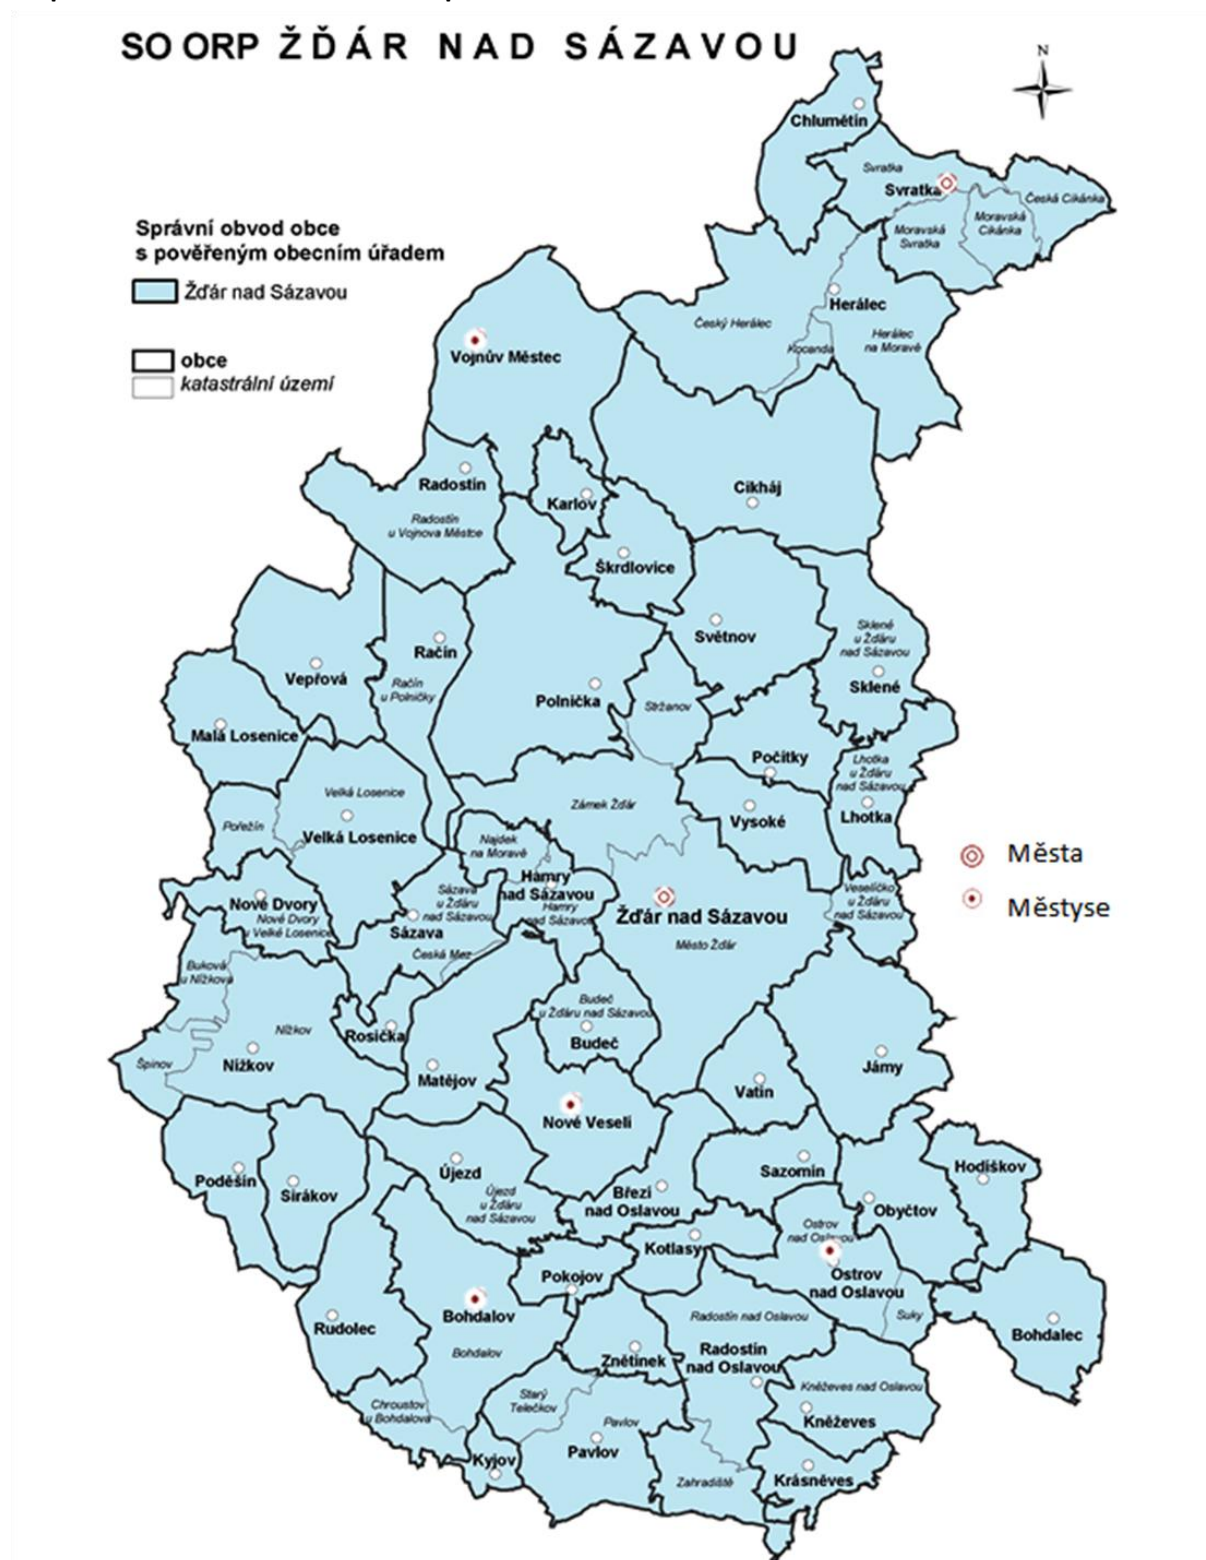 SO ORP ŽĎÁR NAD SÁZAVOU
N
Chlumětín
Svratka
Svratka
Česká Cikánka
Moravská
Cikánka
Moravská
Svratka
Správní obvod obce
s pověřeným obecním úřadem
Žďár nad Sázavou
obce
katastrální území
Herálec
Český Herálec
Kocanda
Herálec
na Moravě
Vojnův Městec
Radostín
Radostín
u Vojnova Městce
Karlov
Cikháj
Škrdlovice
Světnov
Sklené
u Žďáru
nad Sázavou
Sklené
Račín
Račín
u Polničky
Vepřová
Polnička
Stržanov
Malá Losenice
Počítky
Lhotka
u Žďáru
nad Sázavou
Lhotka
Velká Losenice
Velká Losenice
Pořežín
Zámek Žďár
Vysoké
Najdek
na Moravě
Hamry
nad Sázavou
Hamry
nad Sázavou
Města
Městyse
Nové Dvory
Nové Dvory
u Velké Losenice
Sázava
u Žďáru
nad Sázavou
Sázava
Česká Mez
Žďár nad Sázavou
Město Žďár
Veselíčko
u Žďáru
nad Sázavou
Buková
u Nížkova
Nížkov
Nížkov
Špinov
Rosička
Budeč
u Žďáru nad Sázavou
Budeč
Matějov
Vatín
Jámy
Nové Veselí
Poděšín
Sirákov
Újezd
Újezd
u Žďáru
nad Sázavou
Březí
nad Oslavou
Sazomín
Obyčtov
Hodíškov
Ostrov
nad Oslavou
Ostrov
nad Oslavou
Kotlasy
Pokojov
Suky
Bohdalec
Rudolec
Bohdalov
Bohdalov
Radostín nad Oslavou
Radostín
nad Oslavou
Znětínek
Kněževes nad Oslavou
Kněževes
Chroustov
u Bohdalova
Starý
Telečkov
Pavlov
Pavlov
Kyjov
Zahradiště
Krásněves